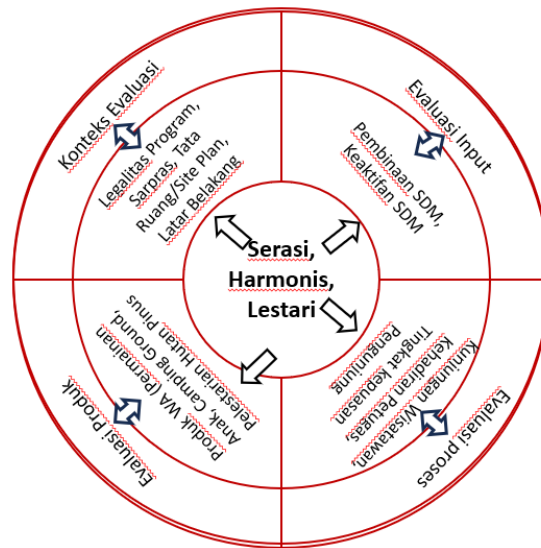 Konteks Evaluasi
Legalitas Program,
Sarpras, Tata
Ruang/Site Plan,
Latar Belakang
Evaluasi Input
Pembinaan SDM,
Keaktifan SDM
Serasi,
Harmonis,
Lestari
Evaluasi Produk
Produk WA (Permainan
Anak, Camping Ground,
Pelestarian Hutan Pinus
Evaluasi proses
Kunjungan Wisatawan,
Kehadiran Petugas,
Tingkat kepuasan
Pengunjung